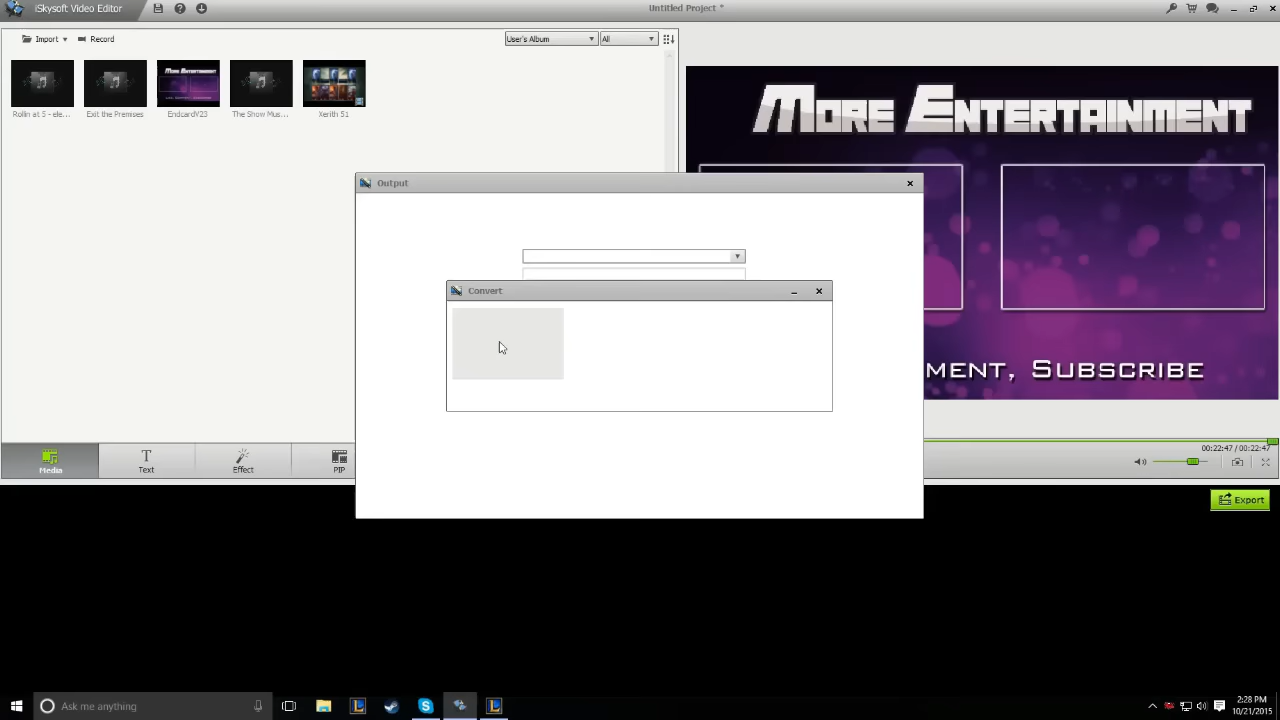 iSkysoft Video Editor
Untitled Project *
Import
Record
User's Album
All
Rollin at 5 - ele...
Exit the Premises
EndcardV23
The Show Mus...
Xerith 51
More Entertainment
More Entertainment
ment, Subscribe
Output
Convert
Media
Text
Effect
PIP
00:22:47 / 00:22:47
Export
Ask me anything
2:28 PM
10/21/2015